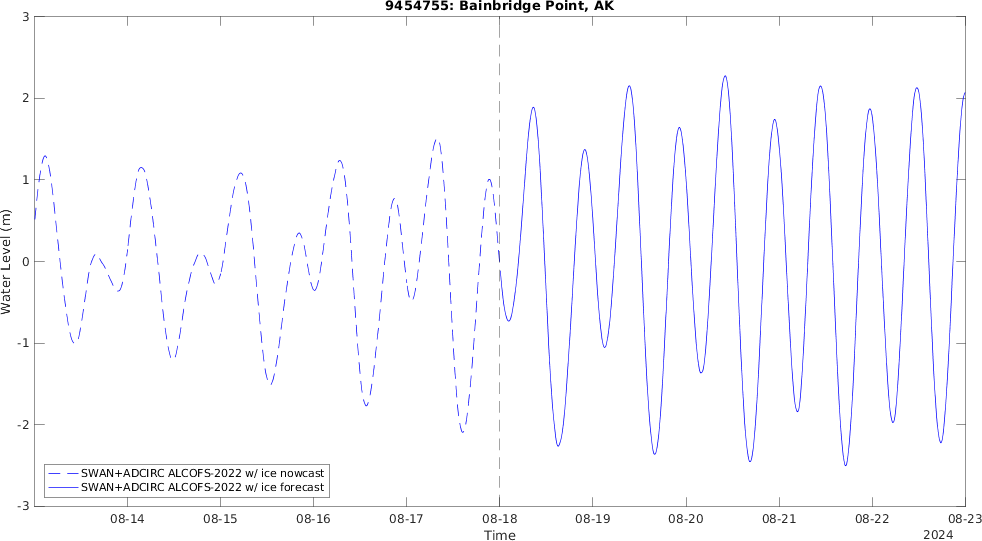 9454755: Bainbridge Point, AK
3
2
1
0
-1
-2
-3
Water Level (m)
SWAN+ADCIRC ALCOFS-2022 w/ ice nowcast
SWAN+ADCIRC ALCOFS-2022 w/ ice forecast
08-14 08-15 08-16 08-17 08-18 08-19 08-20 08-21 08-22 08-23
Time
2024